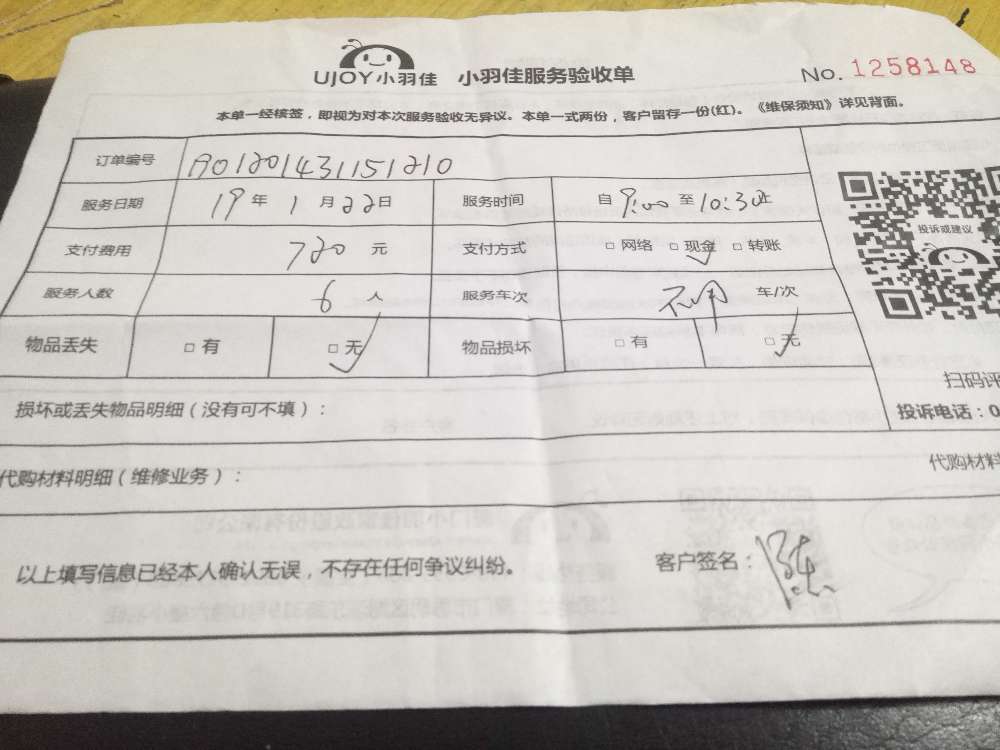 UJOY小羽佳 小羽佳服务验收单 No. 1258148
本单一经核签，即视为对本次服务验收无异议。本单一式两份，客户留存一份(红)。《维保须知》详见背面。
订单编号 A01201431151210
服务日期 19年 1月22日 服务时间 自 9:00 至 10:30止
支付费用 720 元 支付方式 □网络 □现金 □转账
服务人数 6 人 服务车次 车/次
物品丢失 □有 □无 物品损坏 □有 □无
投诉或建议
扫码评
损坏或丢失物品明细（没有可不填）：
投诉电话：0
代购材料明细（维修业务）： 代购材料
以上填写信息已经本人确认无误，不存在任何争议纠纷。 客户签名：